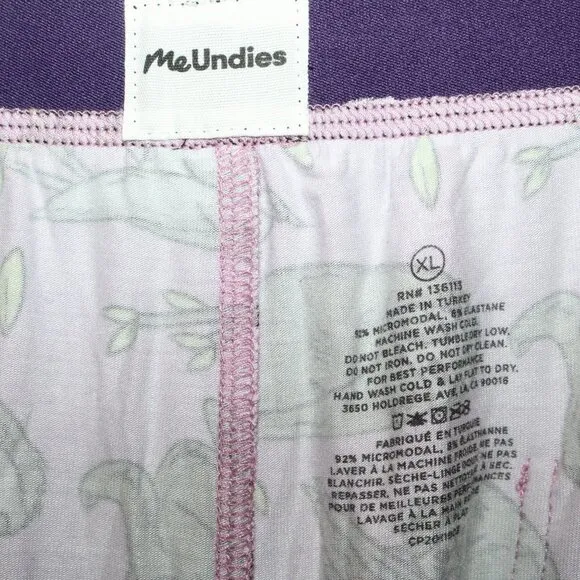 MeUndies
XL
RN# 136113
MADE IN TURKEY
92% MICROMODAL, 8% ELASTANE
MACHINE WASH COLD.
DO NOT BLEACH. TUMBLE DRY LOW.
DO NOT IRON. DO NOT DRY CLEAN.
FOR BEST PERFORMANCE
HAND WASH COLD & LAY FLAT TO DRY.
3650 HOLDREGE AVE, LA, CA 90016
FABRIQUÉ EN TURQUIE
92% MICROMODAL, 8% ÉLASTHANNE
LAVER À LA MACHINE FROIDE NE PAS
BLANCHIR. SÈCHE-LINGE DOUX NE PAS
REPASSER, NE PAS NETTOYER À SEC.
POUR DE MEILLEURES
LAVAGE À LA MAIN
SÉCHER À PLAT